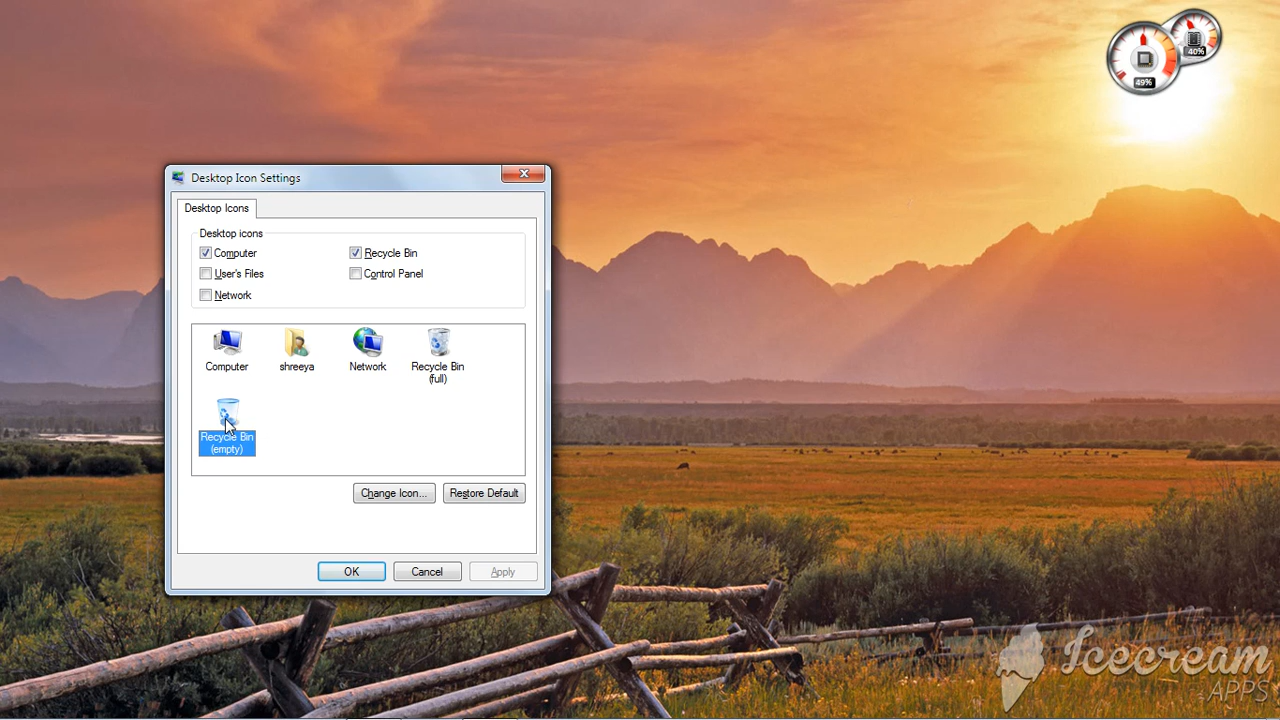 40%
49%
Desktop Icon Settings
Desktop Icons
Desktop icons
Computer
Recycle Bin
User's Files
Control Panel
Network
Computer
shreeya
Network
Recycle Bin
(full)
Recycle Bin
(empty)
Change Icon...
Restore Default
OK
Cancel
Apply
Icecream
APPS